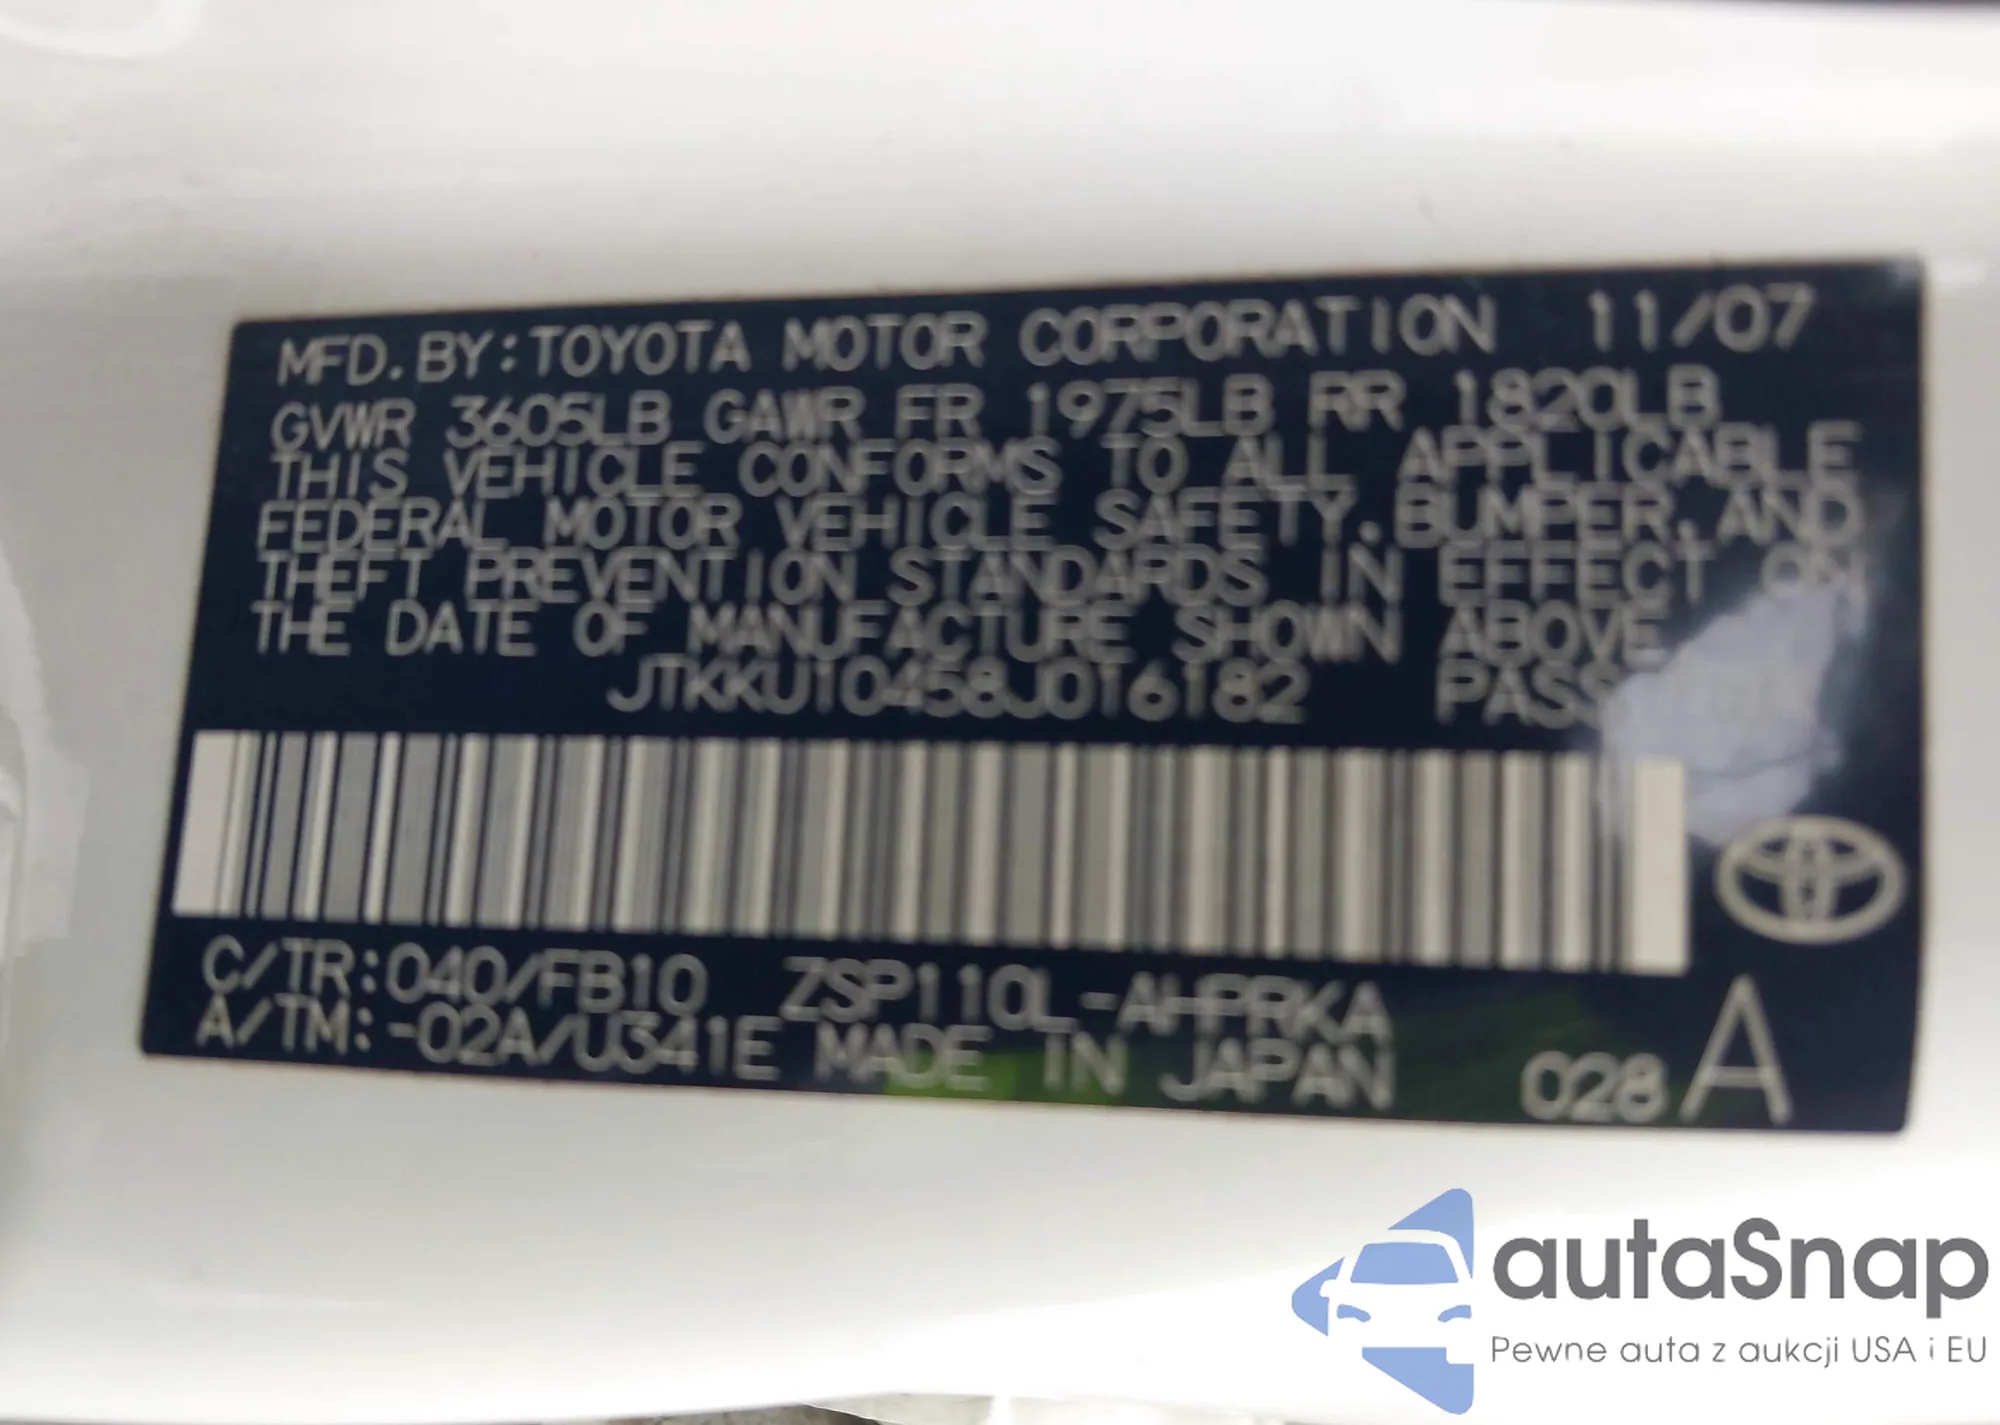 MFD. BY: TOYOTA MOTOR CORPORATION 11/07
GVWR 3605LB GAWR FR 1975LB RR 1820LB
THIS VEHICLE CONFORMS TO ALL APPLICABLE
FEDERAL MOTOR VEHICLE SAFETY, BUMPER, AND
THEFT PREVENTION STANDARDS IN EFFECT ON
THE DATE OF MANUFACTURE SHOWN ABOVE
JTKKU10458J016182
C/TR:040/FB10 ZSP110L-AHPRKA
A/TM:-02A/U341E MADE IN JAPAN 028 A
autaSnap
Pewne auta z aukcji USA i EU